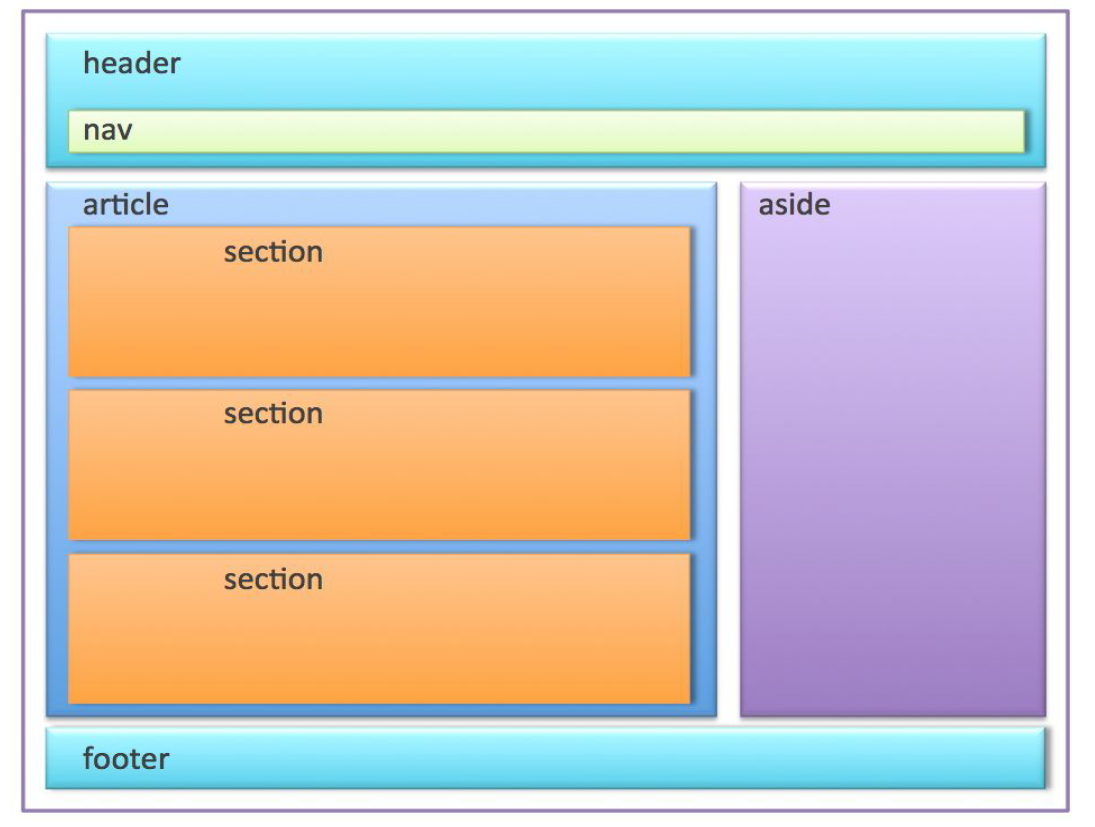 header
nav
article
aside
section
section
section
footer